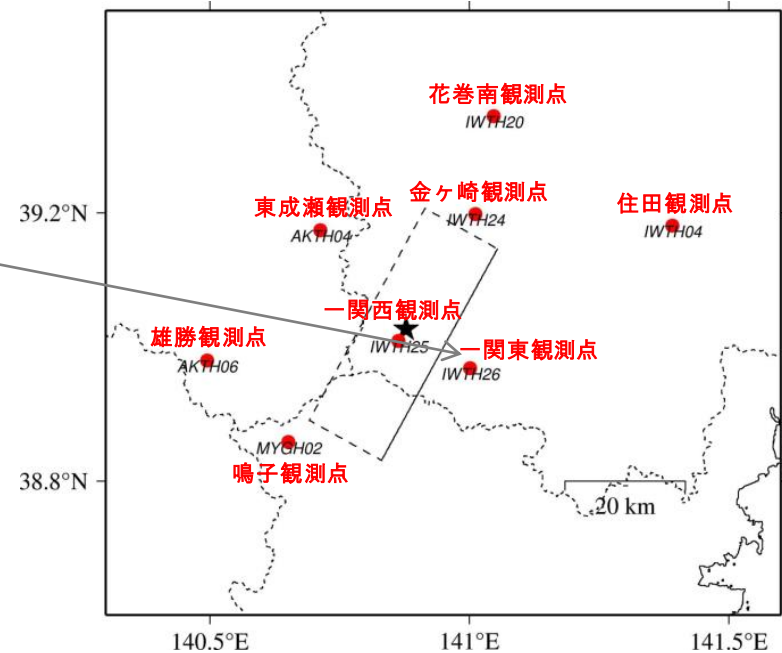 花巻南観測点
IWTH20
金ヶ崎観測点
IWTH24
東成瀬観測点
AKTH04
住田観測点
IWTH04
39.2°N
一関西観測点
IWTH25
雄勝観測点
AKTH06
一関東観測点
IWTH26
MYGH02
鳴子観測点
38.8°N
20 km
140.5°E
141°E
141.5°E